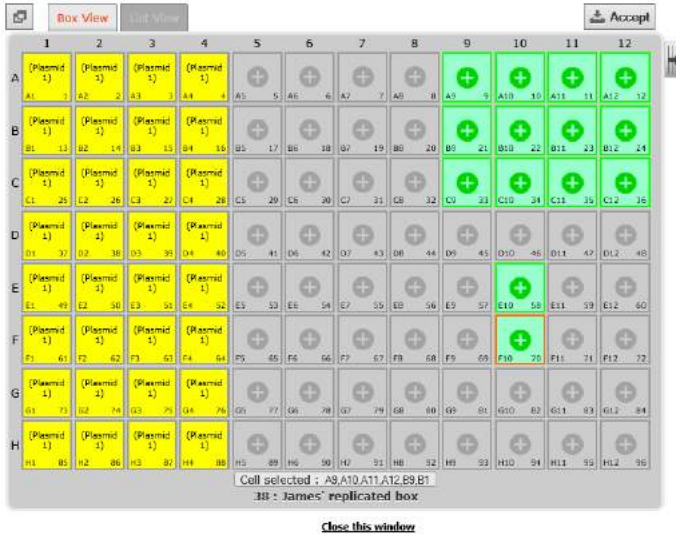 Box View List View Accept
1 2 3 4 5 6 7 8 9 10 11 12
(Plasmid (Plasmid (Plasmid (Plasmid
A 1) 1) 1) 1)
A1 1 A2 2 A3 3 A4 4 A5 5 A6 6 A7 7 A8 8 A9 9 A10 10 A11 11 A12 12
(Plasmid (Plasmid (Plasmid (Plasmid
B 1) 1) 1) 1)
B1 13 B2 14 B3 15 B4 16 B5 17 B6 18 B7 19 B8 20 B9 21 B10 22 B11 23 B12 24
(Plasmid (Plasmid (Plasmid (Plasmid
C 1) 1) 1) 1)
C1 25 C2 26 C3 27 C4 28 C5 29 C6 30 C7 31 C8 32 C9 33 C10 34 C11 35 C12 36
(Plasmid (Plasmid (Plasmid (Plasmid
D 1) 1) 1) 1)
D1 37 D2 38 D3 39 D4 40 D5 41 D6 42 D7 43 D8 44 D9 45 D10 46 D11 47 D12 48
(Plasmid (Plasmid (Plasmid (Plasmid
E 1) 1) 1) 1)
E1 49 E2 50 E3 51 E4 52 E5 53 E6 54 E7 55 E8 56 E9 57 E10 58 E11 59 E12 60
(Plasmid (Plasmid (Plasmid (Plasmid
F 1) 1) 1) 1)
F1 61 F2 62 F3 63 F4 64 F5 65 F6 66 F7 67 F8 68 F9 69 F10 70 F11 71 F12 72
(Plasmid (Plasmid (Plasmid (Plasmid
G 1) 1) 1) 1)
G1 73 G2 74 G3 75 G4 76 G5 77 G6 78 G7 79 G8 80 G9 81 G10 82 G11 83 G12 84
(Plasmid (Plasmid (Plasmid (Plasmid
H 1) 1) 1) 1)
H1 85 H2 86 H3 87 H4 88 H5 89 H6 90 H7 91 H8 92 H9 93 H10 94 H11 95 H12 96
Cell selected : A9,A10,A11,A12,B9,B1
38 : James' replicated box
Close this window